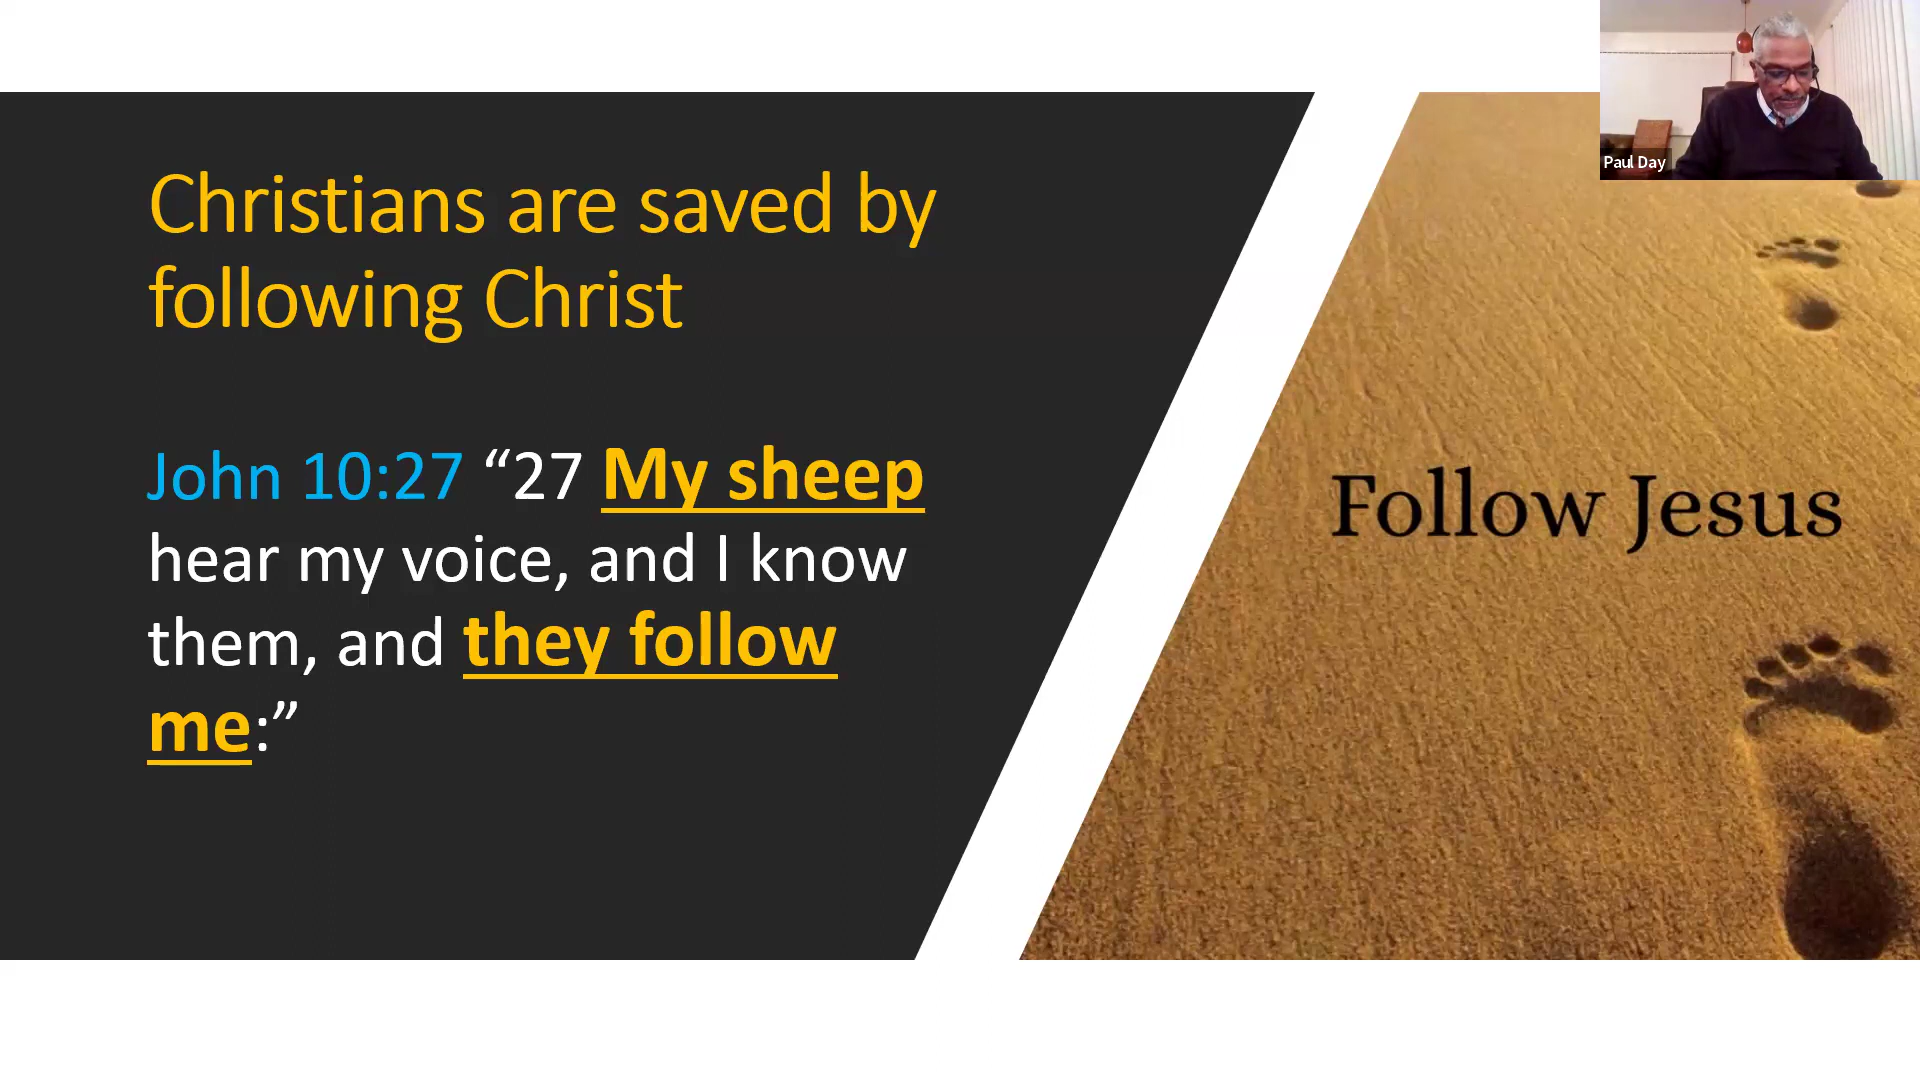 Christians are saved by
following Christ
John 10:27 “27 My sheep
hear my voice, and I know
them, and they follow
me:”
Follow Jesus
Paul Day